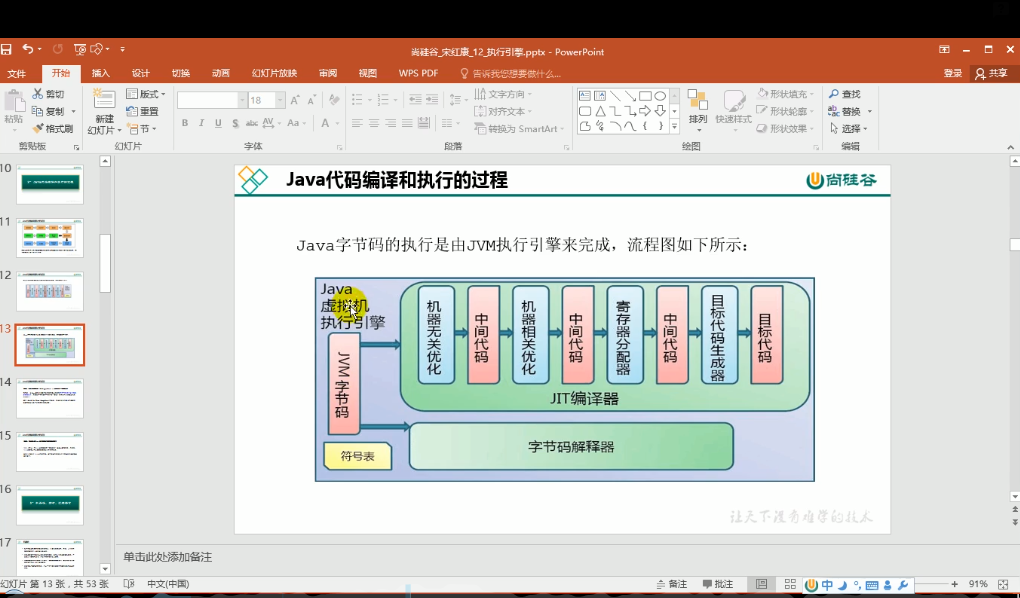 尚硅谷_宋红康_12_执行引擎.pptx - PowerPoint
文件 开始 插入 设计 切换 动画 幻灯片放映 审阅 视图 WPS PDF 告诉我您想要做什么... 登录 共享
剪切
复制
格式刷
粘贴
剪贴板
新建
幻灯片
版式
重置
节
幻灯片
18
B I U S abc AV Aa A
字体
文字方向
对齐文本
转换为 SmartArt
段落
排列
快速样式
形状填充
形状轮廓
形状效果
绘图
查找
替换
选择
编辑
10
11
12
13
14
15
16
17
Java代码编译和执行的过程
尚硅谷
Java字节码的执行是由JVM执行引擎来完成，流程图如下所示：
Java
虚拟机
执行引擎
JVM字节码
符号表
机器无关优化
中间代码
机器相关优化
中间代码
寄存器分配器
中间代码
目标代码生成器
目标代码
JIT编译器
字节码解释器
让天下没有难学的技术
单击此处添加备注
幻灯片 第 13 张，共 53 张 中文(中国) 备注 批注 中 91%